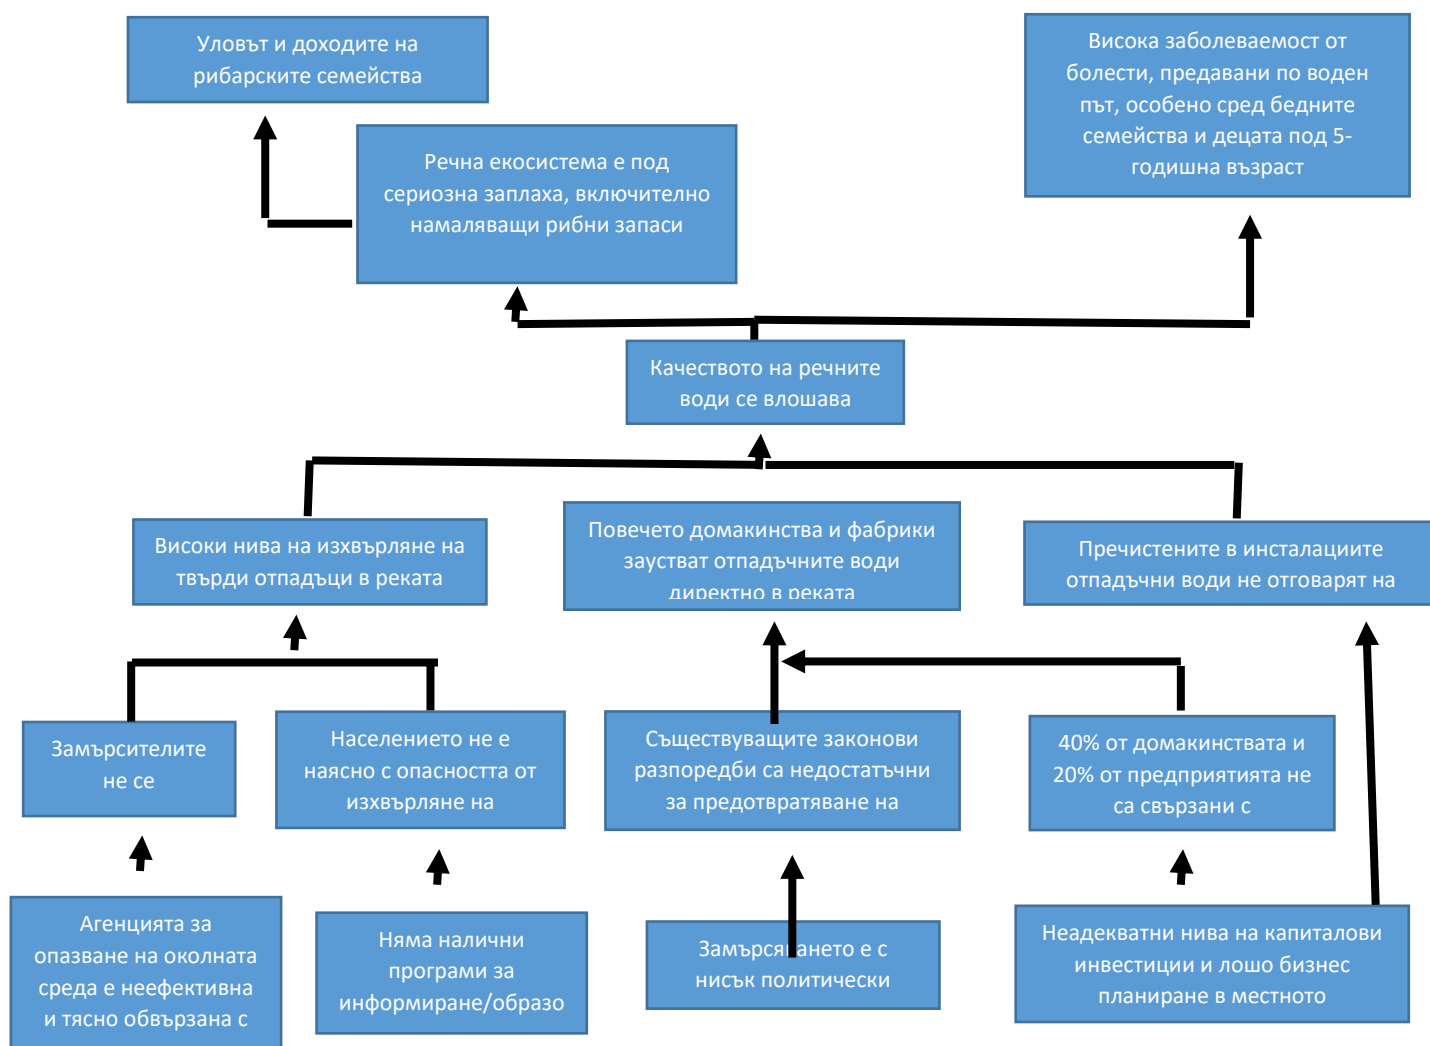 Уловът и доходите на
рибарските семейства
Висока заболеваемост от
болести, предавани по воден
път, особено сред бедните
семейства и децата под 5-
годишна възраст
Речна екосистема е под
сериозна заплаха, включително
намаляващи рибни запаси
Качеството на речните
води се влошава
Високи нива на изхвърляне на
твърди отпадъци в реката
Повечето домакинства и фабрики
заустват отпадъчните води
директно в реката
Пречистените в инсталациите
отпадъчни води не отговарят на
Замърсителите
не се
Населението не е
наясно с опасността от
изхвърляне на
Съществуващите законови
разпоредби са недостатъчни
за предотвратяване на
40% от домакинствата и
20% от предприятията не
са свързани с
Агенцията за
опазване на околната
среда е неефективна
и тясно обвързана с
Няма налични
програми за
информиране/образо
Замърсяването е с
нисък политически
Неадекватни нива на капиталови
инвестиции и лошо бизнес
планиране в местното